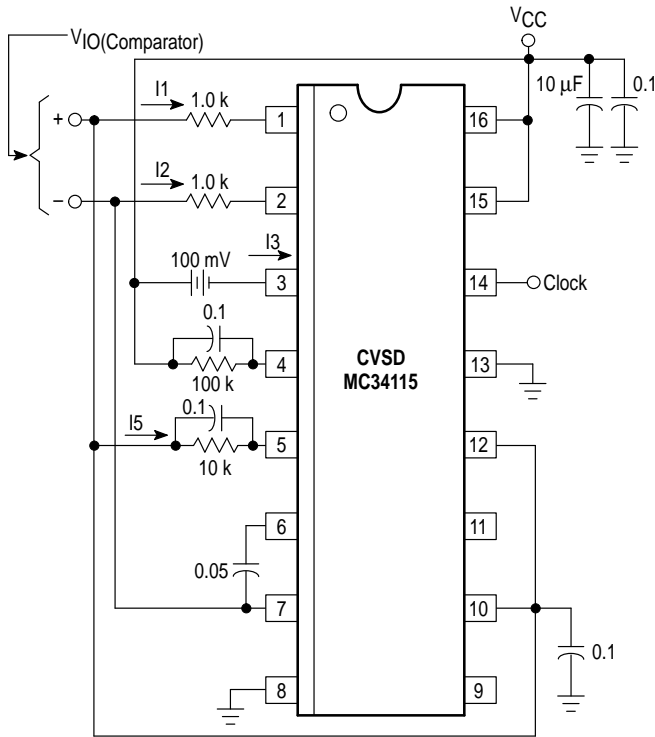 VIO(Comparator)
VCC
10 μF
0.1
+
I1
1.0 k
1
16
−
I2
1.0 k
2
15
I3
100 mV
3
14
Clock
0.1
100 k
4
CVSD
MC34115
13
I5
0.1
10 k
5
12
6
11
0.05
7
10
0.1
8
9